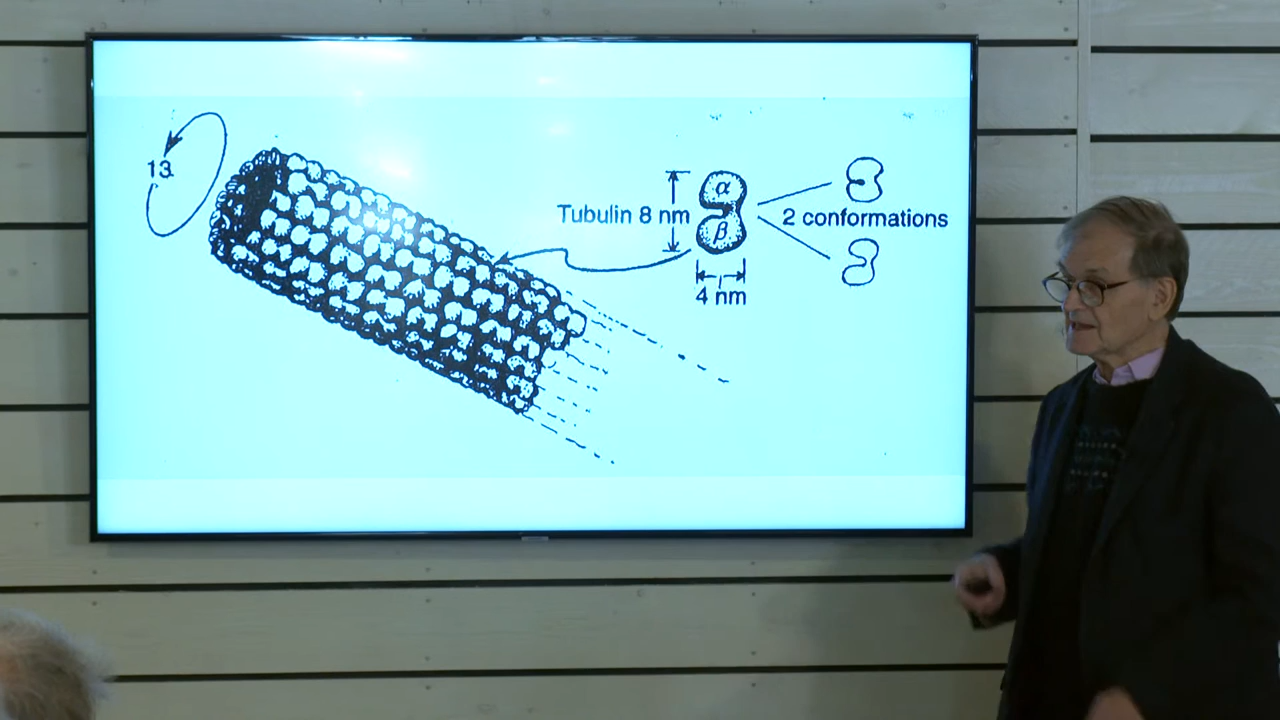 13
α
Tubulin 8 nm
β
2 conformations
4 nm